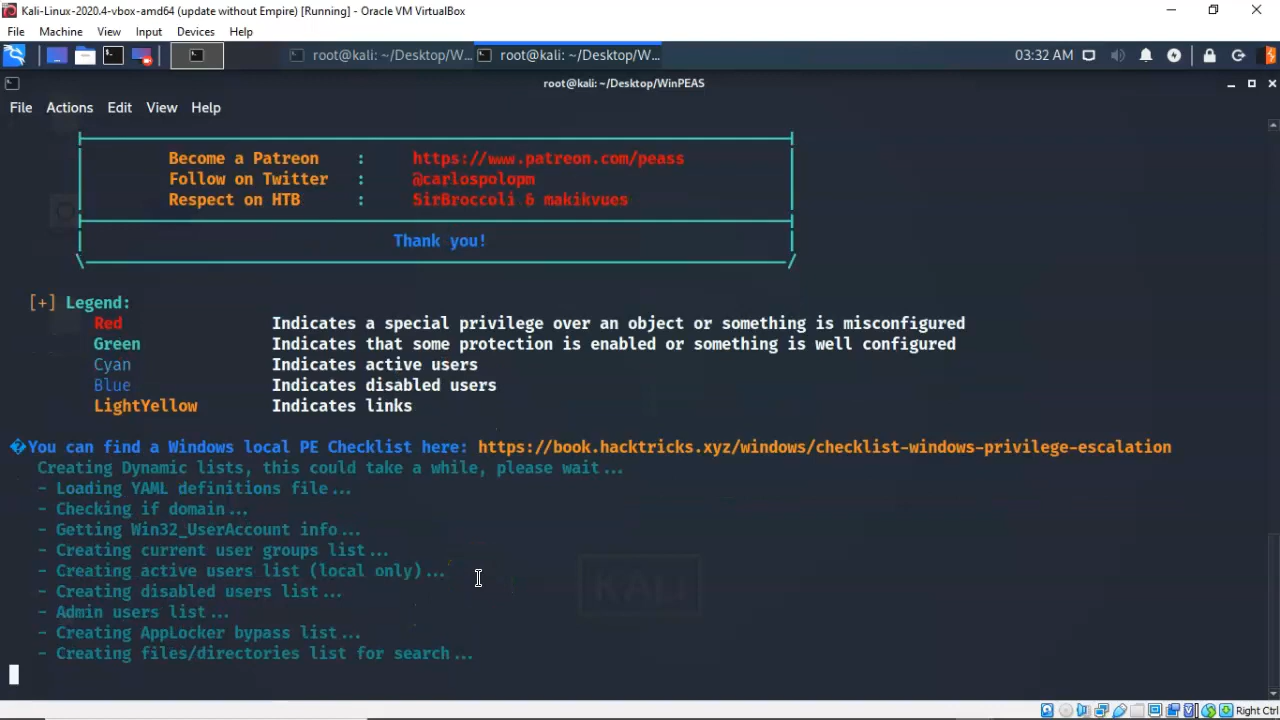 Kali-Linux-2020.4-vbox-amd64 (update without Empire) [Running] - Oracle VM VirtualBox
File Machine View Input Devices Help
root@kali: ~/Desktop/W... root@kali: ~/Desktop/W... 03:32 AM
root@kali: ~/Desktop/WinPEAS
File Actions Edit View Help
Become a Patreon : https://www.patreon.com/peass
Follow on Twitter : @carlospolopm
Respect on HTB : SirBroccoli & makikvues
Thank you!
[+] Legend:
Red Indicates a special privilege over an object or something is misconfigured
Green Indicates that some protection is enabled or something is well configured
Cyan Indicates active users
Blue Indicates disabled users
LightYellow Indicates links
�You can find a Windows local PE Checklist here: https://book.hacktricks.xyz/windows/checklist-windows-privilege-escalation
Creating Dynamic lists, this could take a while, please wait...
- Loading YAML definitions file...
- Checking if domain...
- Getting Win32_UserAccount info...
- Creating current user groups list...
- Creating active users list (local only)...
- Creating disabled users list...
- Admin users list...
- Creating AppLocker bypass list...
- Creating files/directories list for search...
KALI
Right Ctrl